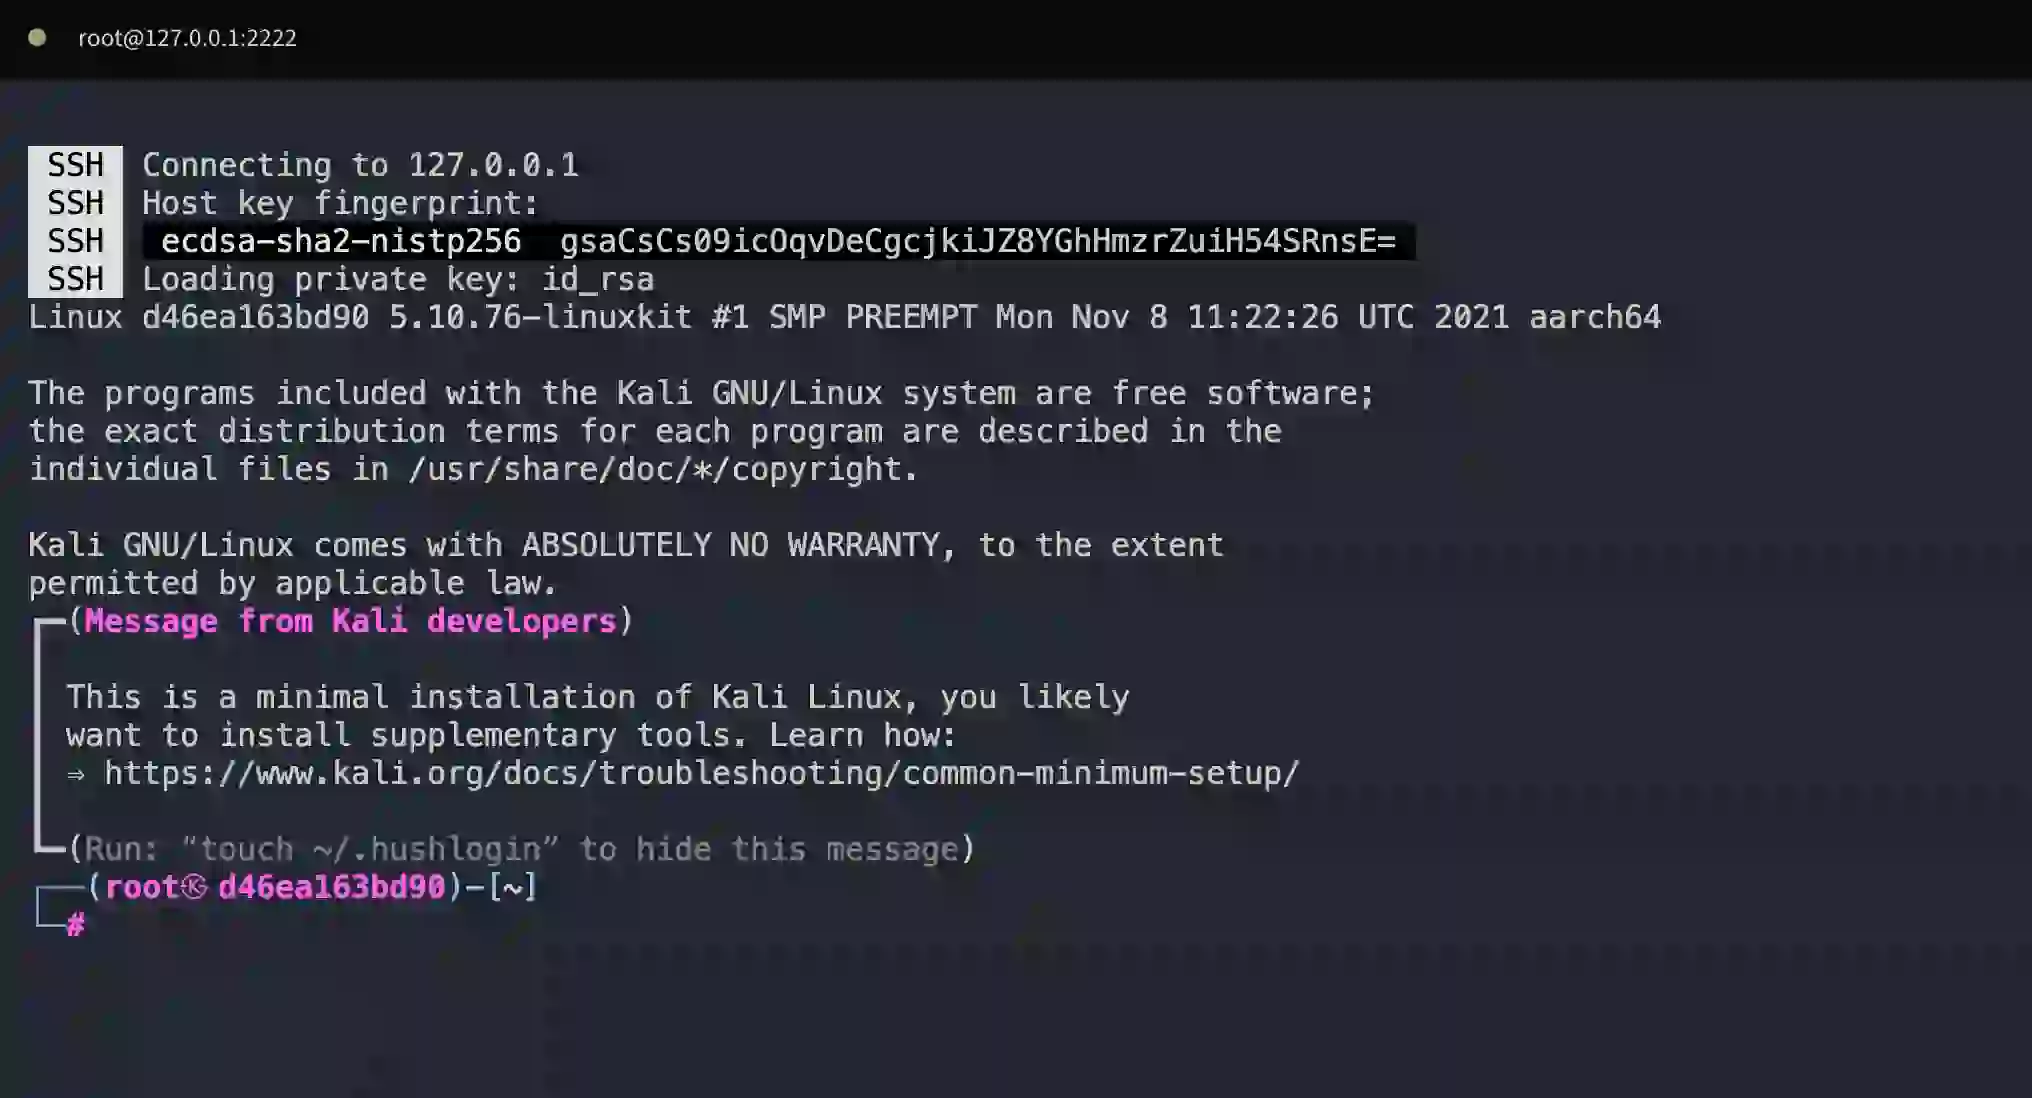 root@127.0.0.1:2222
SSH Connecting to 127.0.0.1
SSH Host key fingerprint:
SSH ecdsa-sha2-nistp256 gsaCsCs09icOqvDeCgcjkiJZ8YGhHmzrZuiH54SRnsE=
SSH Loading private key: id_rsa
Linux d46ea163bd90 5.10.76-linuxkit #1 SMP PREEMPT Mon Nov 8 11:22:26 UTC 2021 aarch64
The programs included with the Kali GNU/Linux system are free software;
the exact distribution terms for each program are described in the
individual files in /usr/share/doc/*/copyright.
Kali GNU/Linux comes with ABSOLUTELY NO WARRANTY, to the extent
permitted by applicable law.
┏━(Message from Kali developers)
This is a minimal installation of Kali Linux, you likely
want to install supplementary tools. Learn how:
⇒ https://www.kali.org/docs/troubleshooting/common-minimum-setup/
┗━(Run: “touch ~/.hushlogin” to hide this message)
┌──(root㉿d46ea163bd90)-[~]
└─#